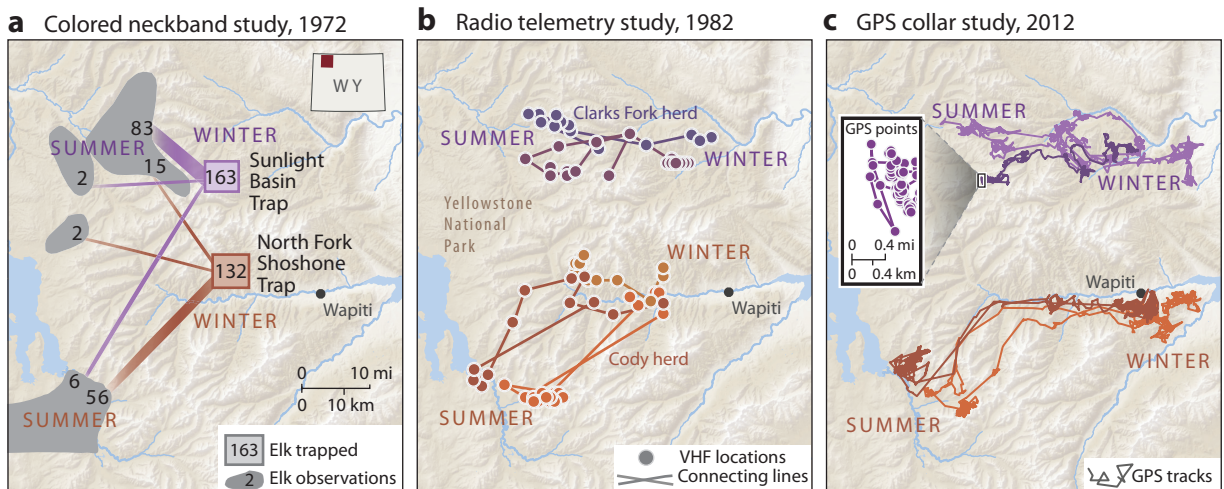 a Colored neckband study, 1972
WY
83
WINTER
SUMMER
15
Sunlight
Basin
Trap
163
2
2
North Fork
Shoshone
Trap
132
Wapiti
WINTER
6
56
0 10 mi
0 10 km
SUMMER
163 Elk trapped
2 Elk observations
b Radio telemetry study, 1982
Clarks Fork herd
SUMMER
WINTER
Yellowstone
National
Park
WINTER
Wapiti
Cody herd
SUMMER
VHF locations
Connecting lines
c GPS collar study, 2012
SUMMER
GPS points
WINTER
0 0.4 mi
0 0.4 km
Wapiti
WINTER
SUMMER
GPS tracks